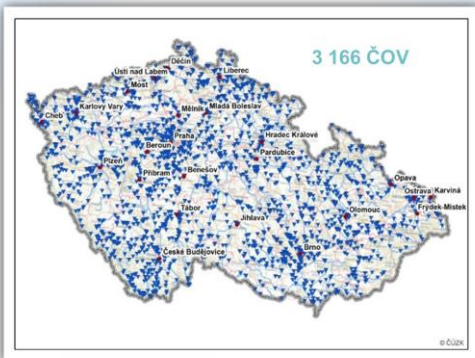 3 166 ČOV
Děčín
Ústí nad Labem
Liberec
Most
Karlovy Vary
Mělník
Mladá Boleslav
Cheb
Praha
Hradec Králové
Beroun
Pardubice
Plzeň
Příbram
Benešov
Opava
Ostrava
Karviná
Frýdek-Místek
Tábor
Jihlava
Olomouc
Brno
České Budějovice
© ČÚZK